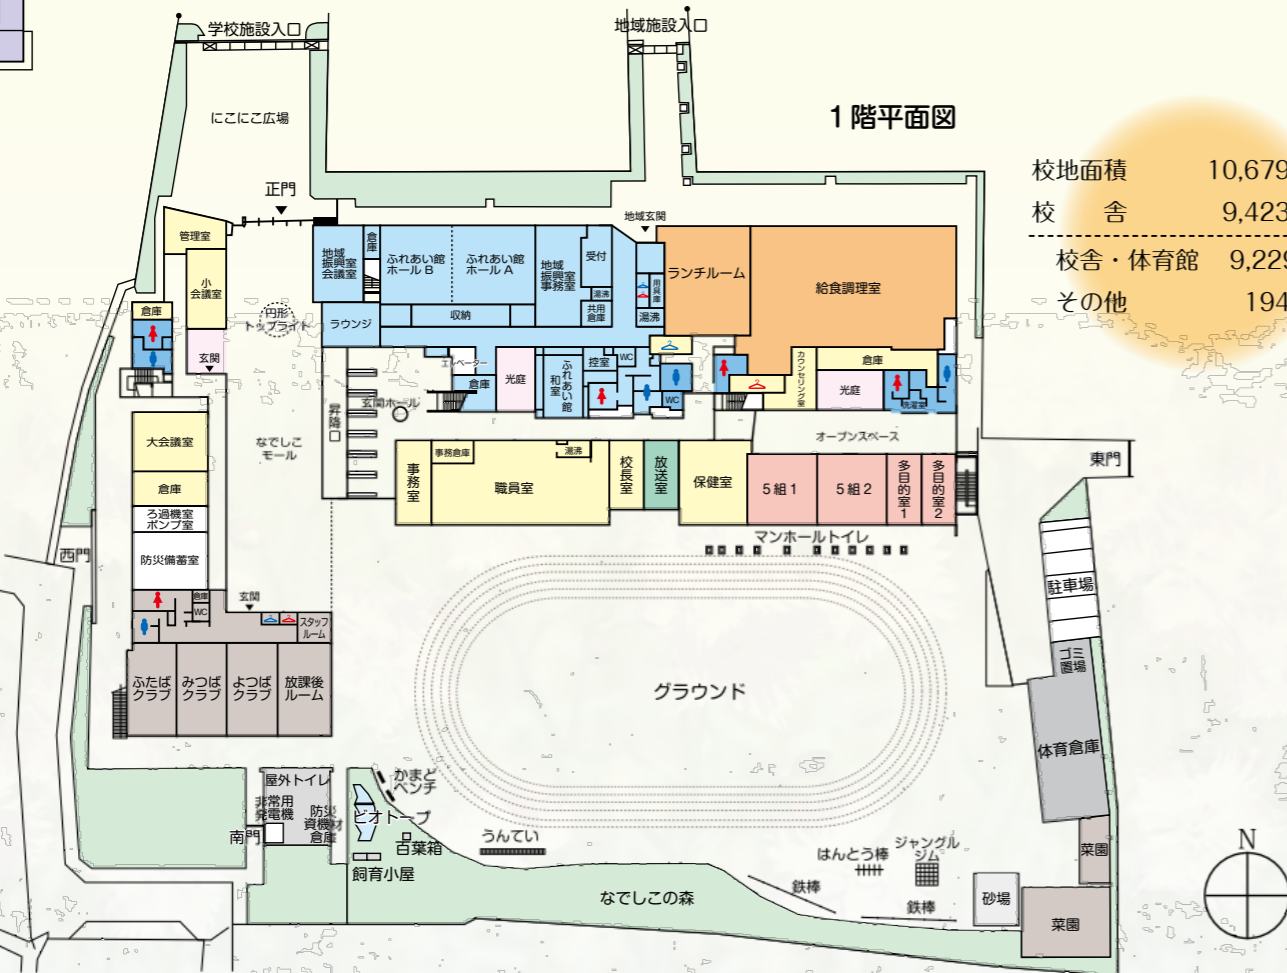 学校施設入口
地域施設入口
にこにこ広場
1階平面図
校地面積 10,679
校 舎 9,423
校舎・体育館 9,229
その他 194
正門
地域玄関
管理室
小
会議室
倉庫
玄関
円形
トップライト
地域
振興室
会議室
倉庫
ふれあい館
ホールB
ふれあい館
ホールA
地域
振興室
事務室
受付
湯沸
共用
倉庫
用具庫
湯沸
ランチルーム
給食調理室
ラウンジ
収納
エレベーター
倉庫
光庭
ふれあい館
和室
控室
WC
WC
カウンセリング室
倉庫
光庭
洗濯室
昇降口
玄関ホール
オープンスペース
大会議室
倉庫
ろ過機室
ポンプ室
防災備蓄室
なでしこ
モール
事務室
事務倉庫
職員室
湯沸
校長室
放送室
保健室
5組1
5組2
多目的室1
多目的室2
東門
西門
マンホールトイレ
倉庫
WC
玄関
スタッフ
ルーム
ふたば
クラブ
みつば
クラブ
よつば
クラブ
放課後
ルーム
グラウンド
駐車場
ゴミ
置場
体育倉庫
屋外トイレ
非常用
発電機
防災
資機材
倉庫
南門
かまど
ベンチ
ビオトープ
百葉箱
飼育小屋
うんてい
はんとう棒
ジャングル
ジム
鉄棒
鉄棒
なでしこの森
砂場
菜園
菜園
N